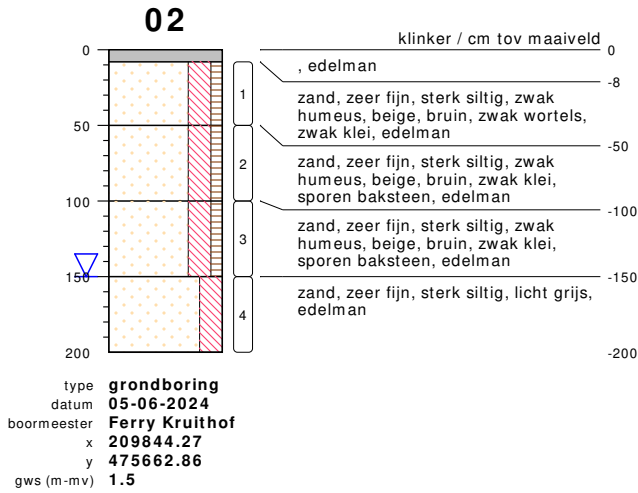 02
klinker / cm tov maaiveld
0
0
, edelman
-8
1
zand, zeer fijn, sterk siltig, zwak
humeus, beige, bruin, zwak wortels,
zwak klei, edelman
50
-50
2
zand, zeer fijn, sterk siltig, zwak
humeus, beige, bruin, zwak klei,
sporen baksteen, edelman
100
-100
3
zand, zeer fijn, sterk siltig, zwak
humeus, beige, bruin, zwak klei,
sporen baksteen, edelman
150
-150
4
zand, zeer fijn, sterk siltig, licht grijs,
edelman
200
-200
type grondboring
datum 05-06-2024
boormeester Ferry Kruithof
x 209844.27
y 475662.86
gws (m-mv) 1.5